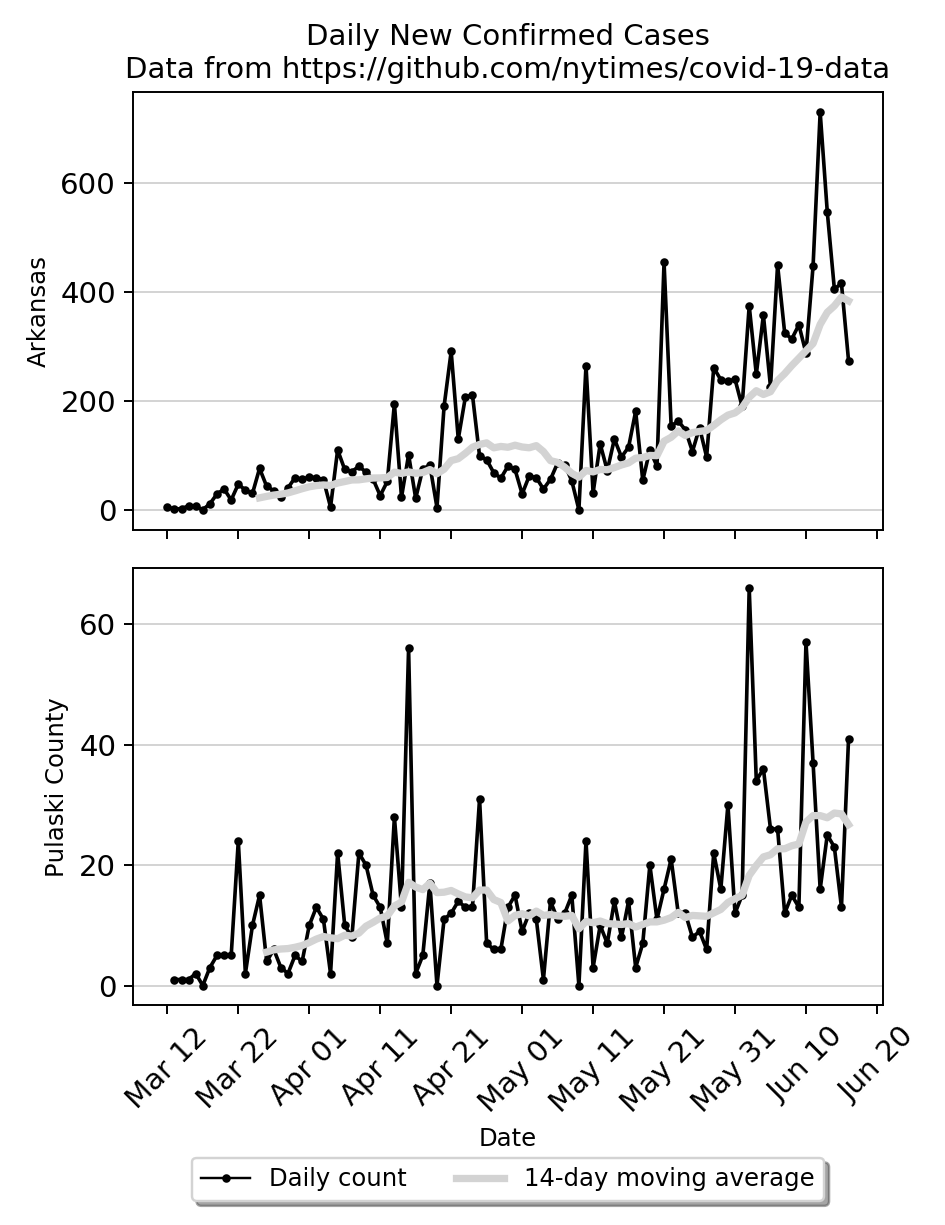 Daily New Confirmed Cases
Data from https://github.com/nytimes/covid-19-data
Arkansas
600
400
200
0
Pulaski County
60
40
20
0
Mar 12
Mar 22
Apr 01
Apr 11
Apr 21
May 01
May 11
May 21
May 31
Jun 10
Jun 20
Date
Daily count
14-day moving average